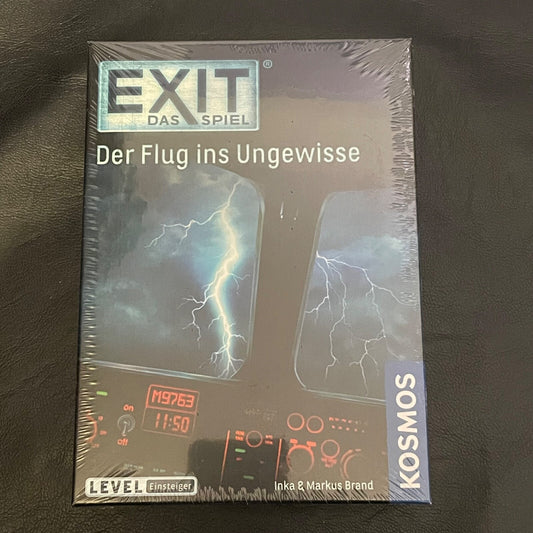 EXIT®
DAS SPIEL
Der Flug ins Ungewisse
M9763
on
11:50
off
KOSMOS
LEVEL Einsteiger
Inka & Markus Brand